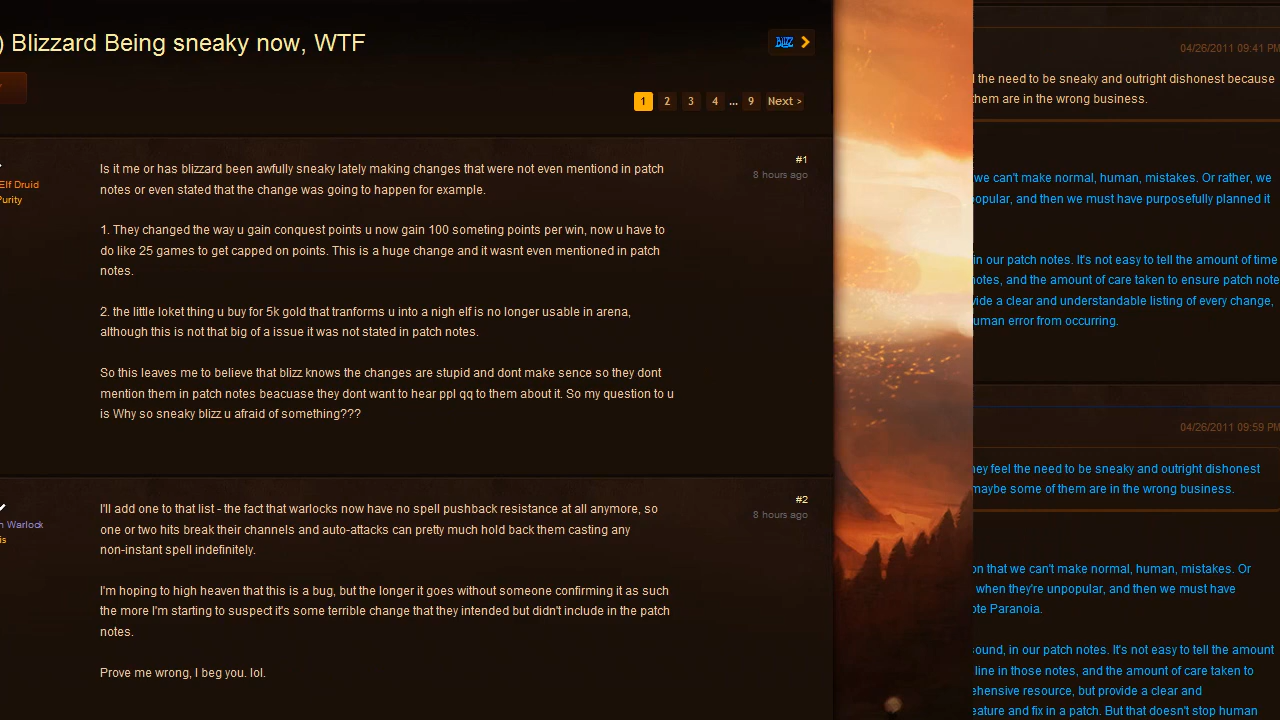 ) Blizzard Being sneaky now, WTF
BLIZZ
1 2 3 4 ... 9 Next >
#1
8 hours ago
Elf Druid
Purity
Is it me or has blizzard been awfully sneaky lately making changes that were not even mentiond in patch
notes or even stated that the change was going to happen for example.
1. They changed the way u gain conquest points u now gain 100 someting points per win, now u have to
do like 25 games to get capped on points. This is a huge change and it wasnt even mentioned in patch
notes.
2. the little loket thing u buy for 5k gold that tranforms u into a nigh elf is no longer usable in arena,
although this is not that big of a issue it was not stated in patch notes.
So this leaves me to believe that blizz knows the changes are stupid and dont make sence so they dont
mention them in patch notes beacuase they dont want to hear ppl qq to them about it. So my question to u
is Why so sneaky blizz u afraid of something???
#2
8 hours ago
n Warlock
is
I'll add one to that list - the fact that warlocks now have no spell pushback resistance at all anymore, so
one or two hits break their channels and auto-attacks can pretty much hold back them casting any
non-instant spell indefinitely.
I'm hoping to high heaven that this is a bug, but the longer it goes without someone confirming it as such
the more I'm starting to suspect it's some terrible change that they intended but didn't include in the patch
notes.
Prove me wrong, I beg you. lol.
04/26/2011 09:41 PM
the need to be sneaky and outright dishonest because
them are in the wrong business.
we can't make normal, human, mistakes. Or rather, we
opular, and then we must have purposefully planned it
in our patch notes. It's not easy to tell the amount of time
notes, and the amount of care taken to ensure patch note
vide a clear and understandable listing of every change,
uman error from occurring.
04/26/2011 09:59 PM
hey feel the need to be sneaky and outright dishonest
maybe some of them are in the wrong business.
on that we can't make normal, human, mistakes. Or
when they're unpopular, and then we must have
ote Paranoia.
ound, in our patch notes. It's not easy to tell the amount
line in those notes, and the amount of care taken to
ehensive resource, but provide a clear and
eature and fix in a patch. But that doesn't stop human